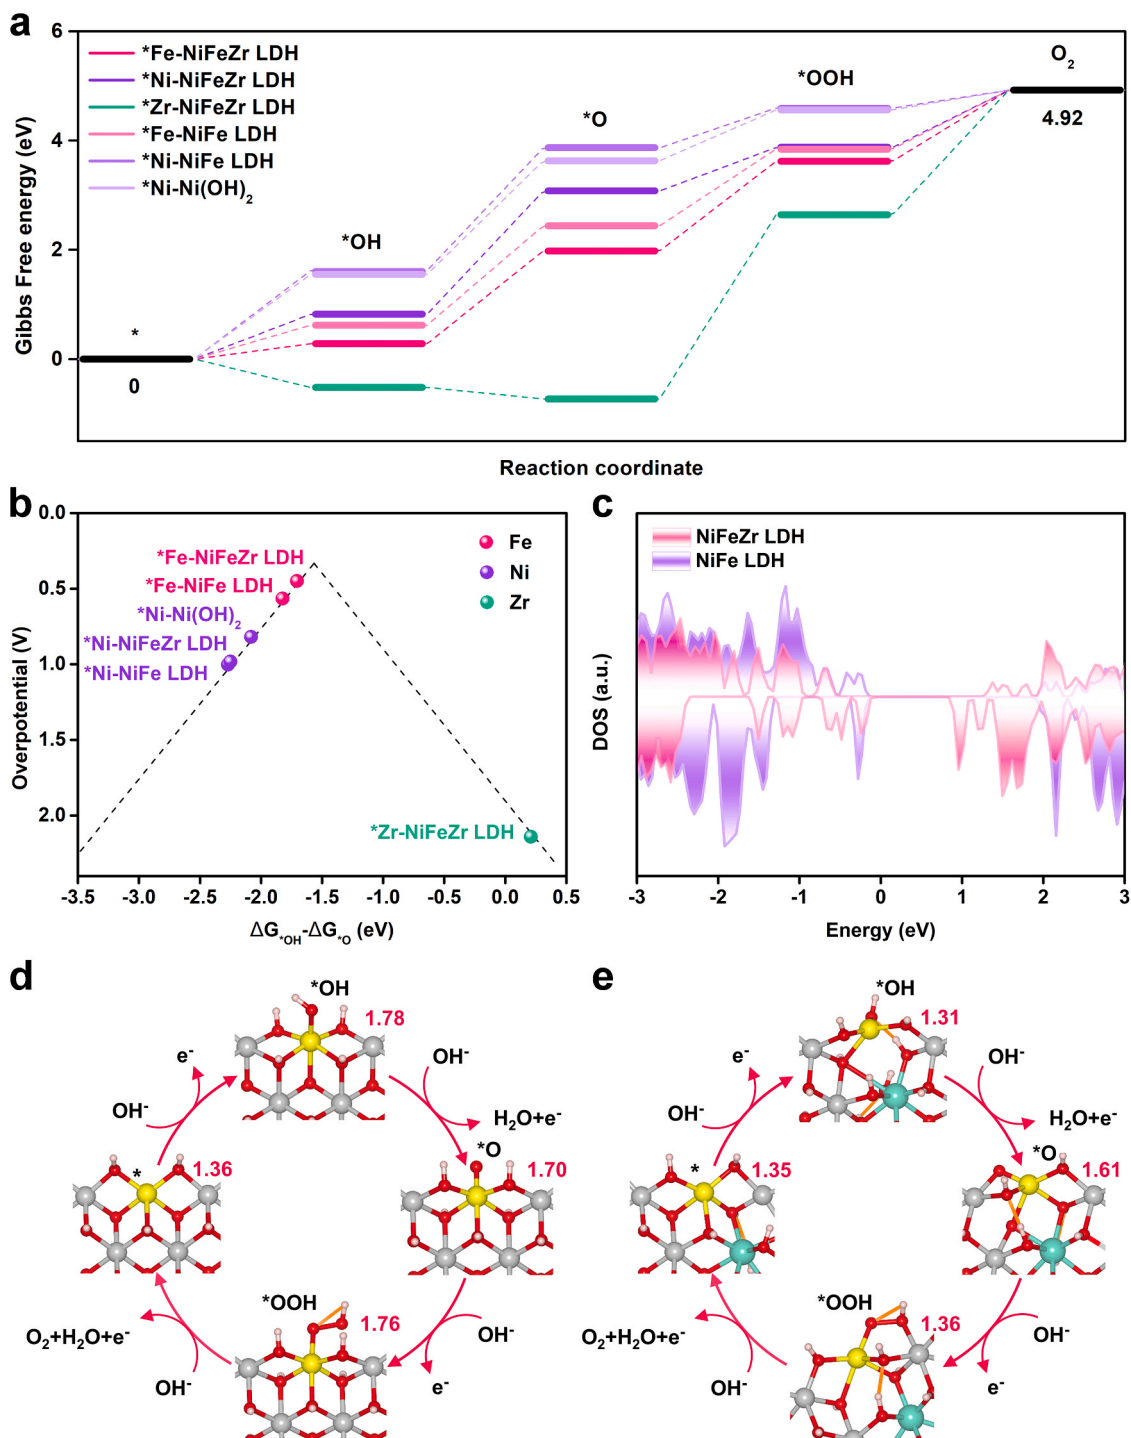 a
6
4
2
0
Gibbs Free energy (eV)
*Fe-NiFeZr LDH
*Ni-NiFeZr LDH
*Zr-NiFeZr LDH
*Fe-NiFe LDH
*Ni-NiFe LDH
*Ni-Ni(OH)₂
*
0
*OH
*O
*OOH
O₂
4.92
Reaction coordinate
b
0.0
0.5
1.0
1.5
2.0
Overpotential (V)
*Fe-NiFeZr LDH
*Fe-NiFe LDH
*Ni-Ni(OH)₂
*Ni-NiFeZr LDH
*Ni-NiFe LDH
*Zr-NiFeZr LDH
Fe
Ni
Zr
-3.5 -3.0 -2.5 -2.0 -1.5 -1.0 -0.5 0.0 0.5
ΔG*OH-ΔG*O (eV)
c
NiFeZr LDH
NiFe LDH
DOS (a.u.)
-3 -2 -1 0 1 2 3
Energy (eV)
d
*OH
1.78
e⁻
OH⁻
OH⁻
H₂O+e⁻
*
1.36
*O
1.70
*OOH
1.76
O₂+H₂O+e⁻
OH⁻
OH⁻
e⁻
e
*OH
1.31
e⁻
OH⁻
OH⁻
H₂O+e⁻
*
1.35
*O
1.61
*OOH
1.36
O₂+H₂O+e⁻
OH⁻
OH⁻
e⁻